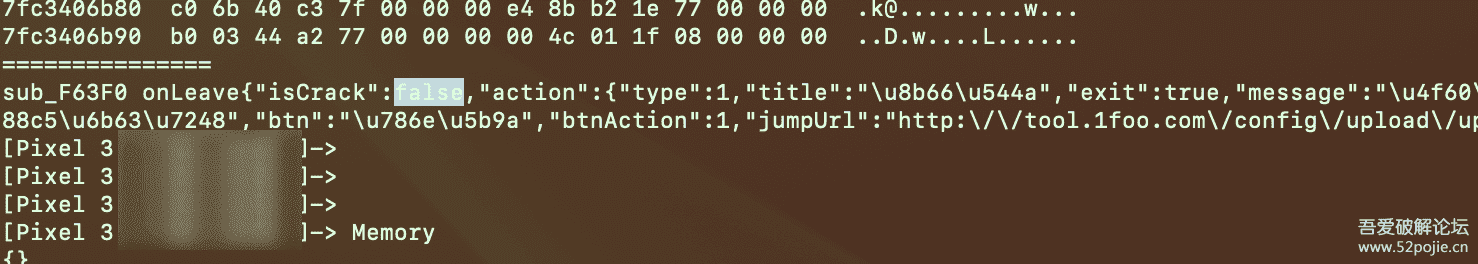 7fc3406b80  c0 6b 40 c3 7f 00 00 00 e4 8b b2 1e 77 00 00 00  .k@.........w...
7fc3406b90  b0 03 44 a2 77 00 00 00 00 4c 01 1f 08 00 00 00  ..D.w....L......
===============
sub_F63F0 onLeave{"isCrack":false,"action":{"type":1,"title":"\u8b66\u544a","exit":true,"message":"\u4f60\
88c5\u6b63\u7248","btn":"\u786e\u5b9a","btnAction":1,"jumpUrl":"http:\/\/tool.1foo.com\/config\/upload\/up
[Pixel 3 ]->
[Pixel 3 ]->
[Pixel 3 ]->
[Pixel 3 ]-> Memory
{}
吾爱破解论坛
www.52pojie.cn